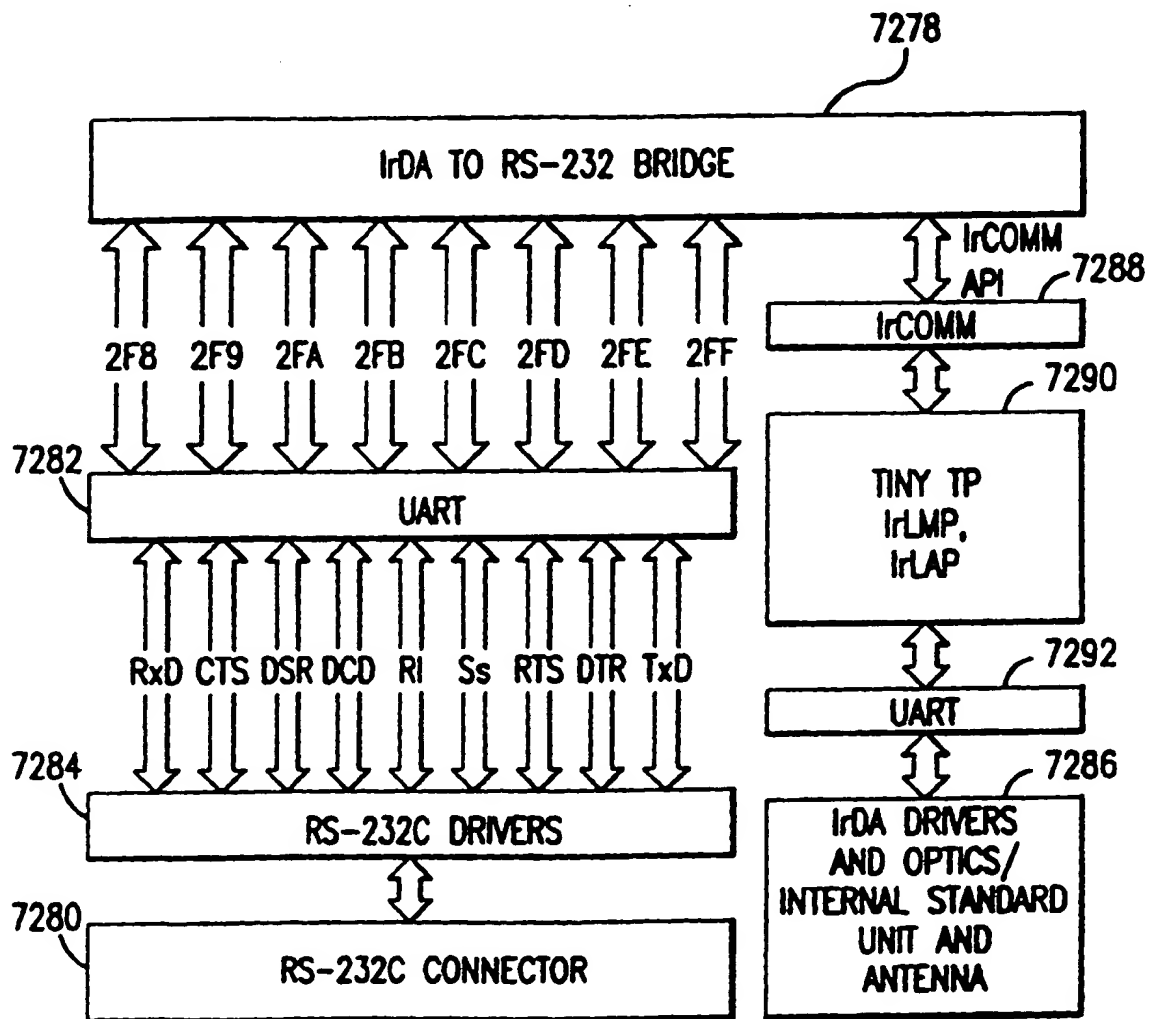 7278
IrDA TO RS-232 BRIDGE
IrCOMM
API
7288
IrCOMM
2F8 2F9 2FA 2FB 2FC 2FD 2FE 2FF
7290
7282
UART
TINY TP
IrLMP,
IrLAP
RxD CTS DSR DCD RI Ss RTS DTR TxD
7292
UART
7284
RS-232C DRIVERS
7286
IrDA DRIVERS
AND OPTICS/
INTERNAL STANDARD
UNIT AND
ANTENNA
7280
RS-232C CONNECTOR